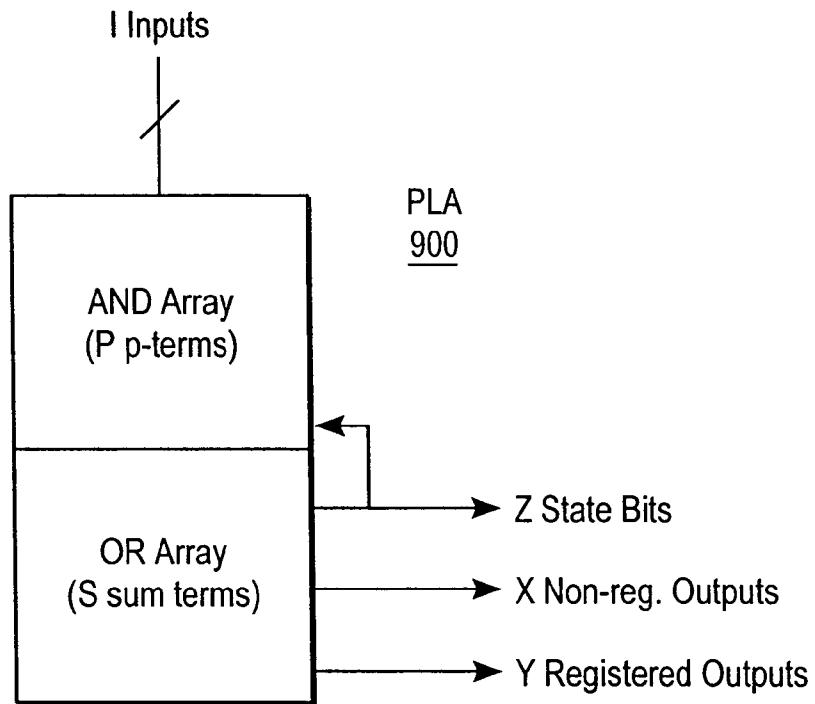 I Inputs
PLA
900
AND Array
(P p-terms)
OR Array
(S sum terms)
Z State Bits
X Non-reg. Outputs
Y Registered Outputs